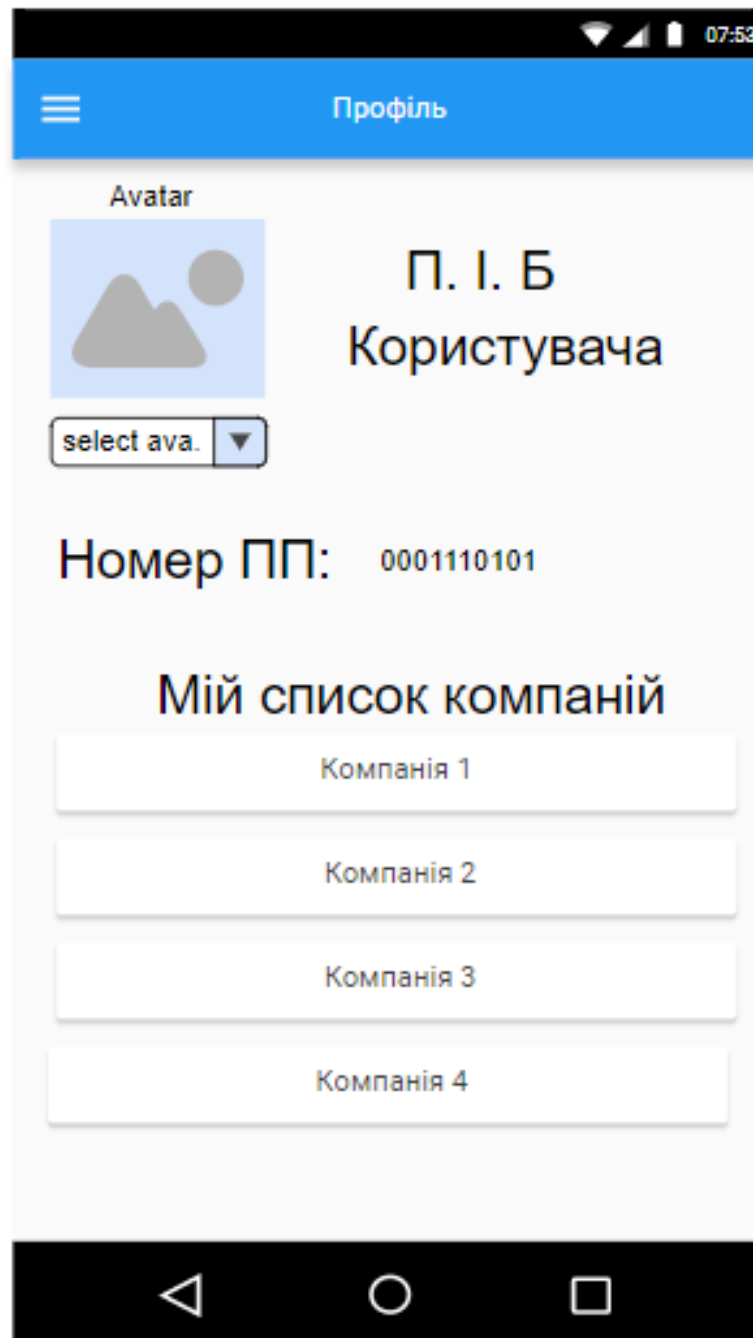 07:53
Профіль
Avatar
П. І. Б
Користувача
select ava.
Номер ПП: 0001110101
Мій список компаній
Компанія 1
Компанія 2
Компанія 3
Компанія 4